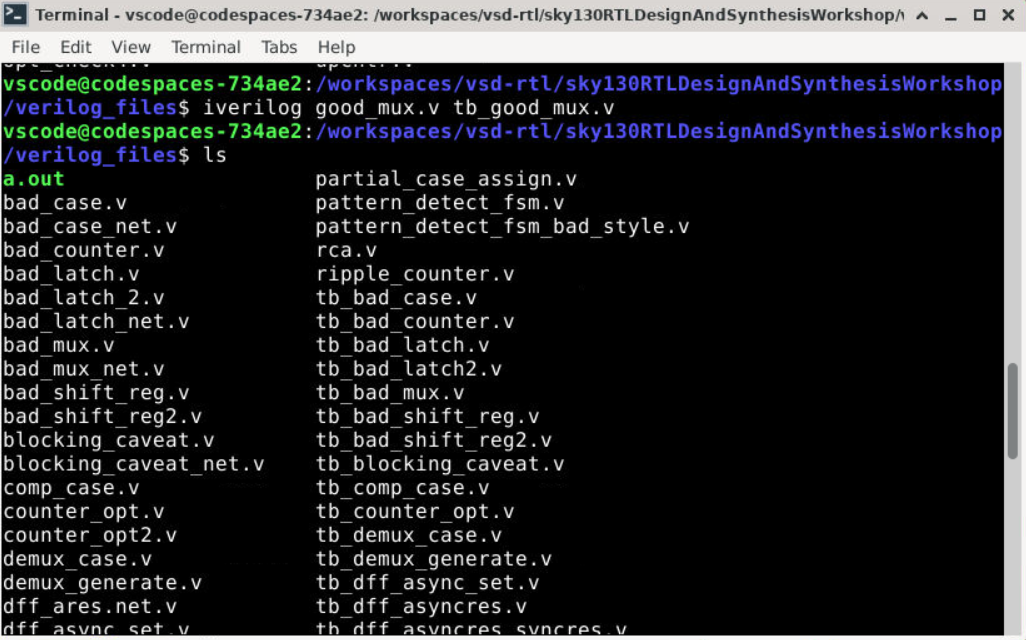 Terminal - vscode@codespaces-734ae2: /workspaces/vsd-rtl/sky130RTLDesignAndSynthesisWorkshop/
File Edit View Terminal Tabs Help
vscode@codespaces-734ae2:/workspaces/vsd-rtl/sky130RTLDesignAndSynthesisWorkshop
/verilog_files$ iverilog good_mux.v tb_good_mux.v
vscode@codespaces-734ae2:/workspaces/vsd-rtl/sky130RTLDesignAndSynthesisWorkshop
/verilog_files$ ls
a.out partial_case_assign.v
bad_case.v pattern_detect_fsm.v
bad_case_net.v pattern_detect_fsm_bad_style.v
bad_counter.v rca.v
bad_latch.v ripple_counter.v
bad_latch_2.v tb_bad_case.v
bad_latch_net.v tb_bad_counter.v
bad_mux.v tb_bad_latch.v
bad_mux_net.v tb_bad_latch2.v
bad_shift_reg.v tb_bad_mux.v
bad_shift_reg2.v tb_bad_shift_reg.v
blocking_caveat.v tb_bad_shift_reg2.v
blocking_caveat_net.v tb_blocking_caveat.v
comp_case.v tb_comp_case.v
counter_opt.v tb_counter_opt.v
counter_opt2.v tb_demux_case.v
demux_case.v tb_demux_generate.v
demux_generate.v tb_dff_async_set.v
dff_ares.net.v tb_dff_asyncres.v
dff_async_set.v tb_dff_asyncres_syncres.v